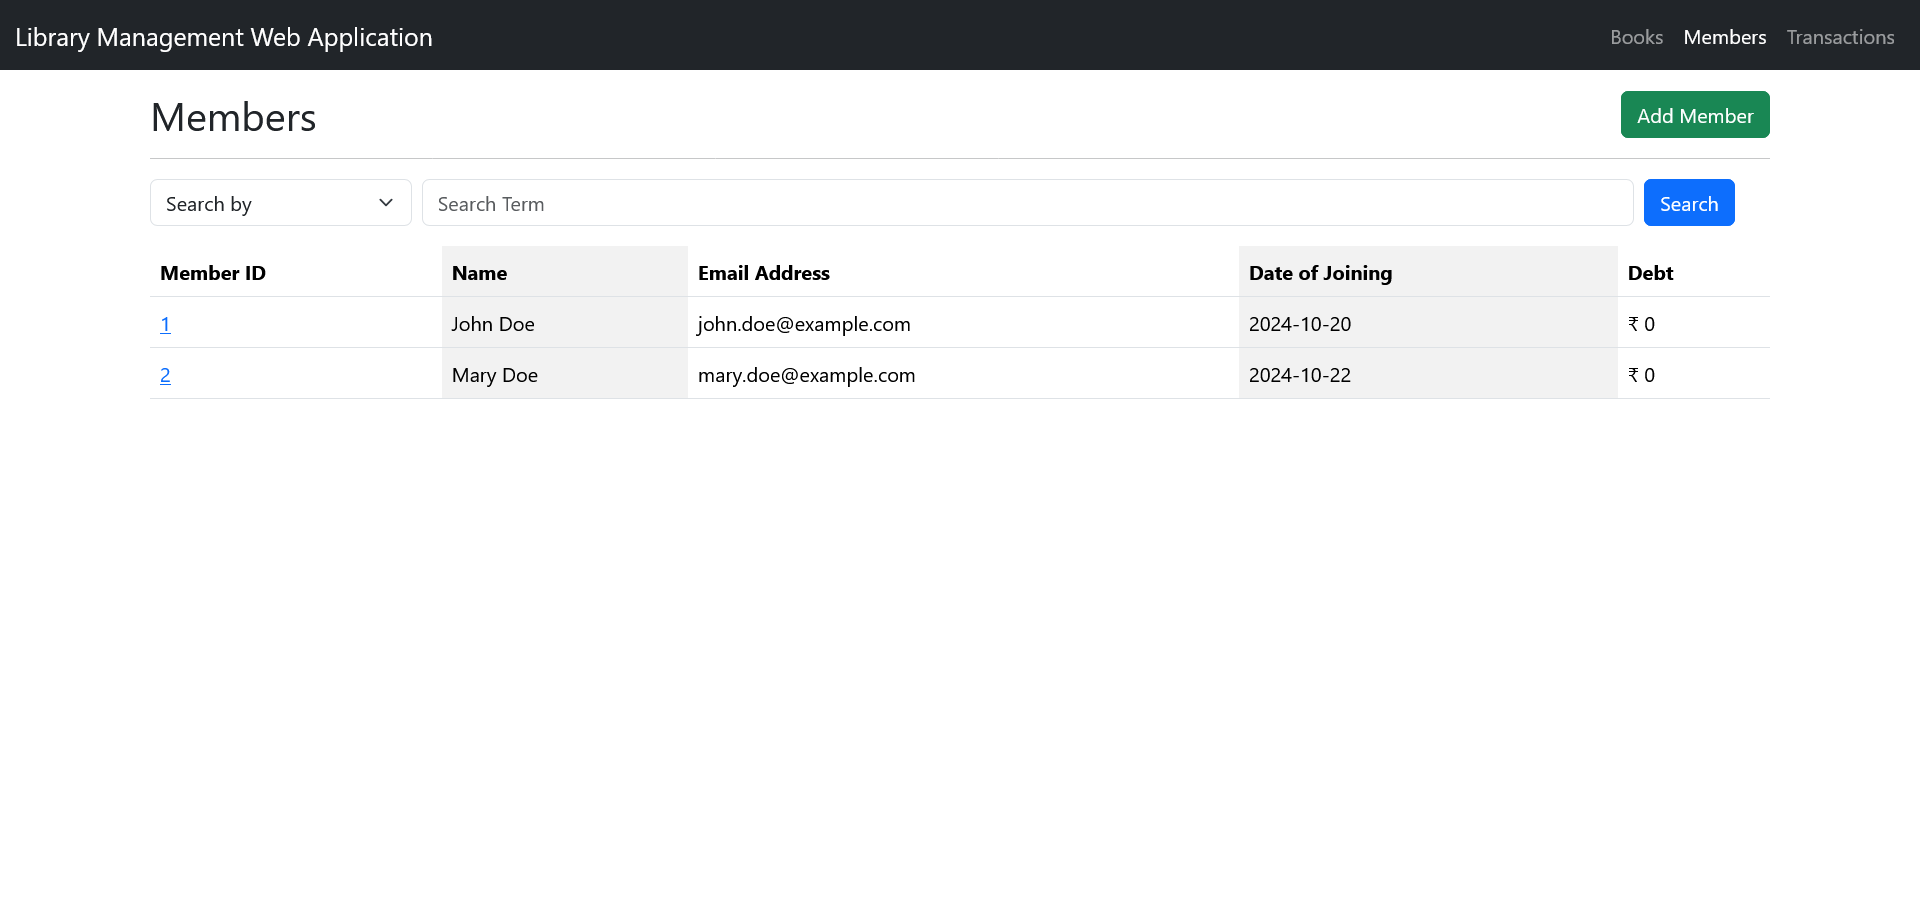 Library Management Web Application Books Members Transactions
Members Add Member
Search by Search Term Search
Member ID Name Email Address Date of Joining Debt
1 John Doe john.doe@example.com 2024-10-20 ₹ 0
2 Mary Doe mary.doe@example.com 2024-10-22 ₹ 0